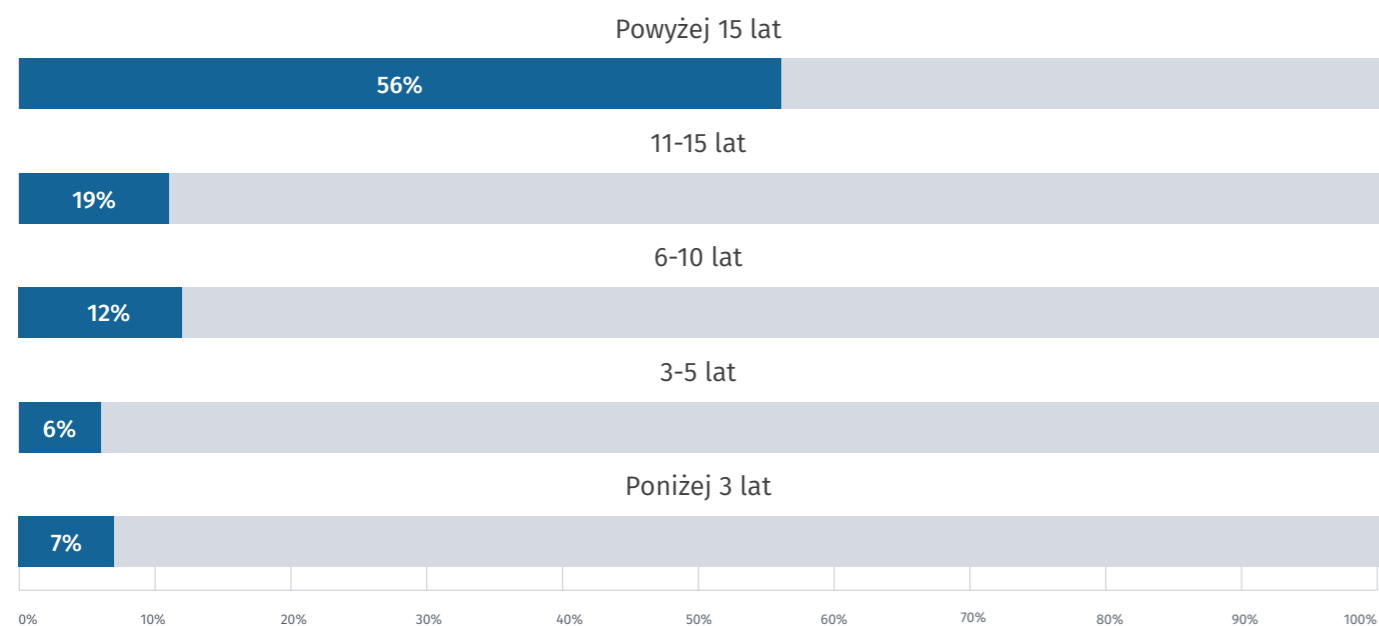 Powyżej 15 lat
56%
11-15 lat
19%
6-10 lat
12%
3-5 lat
6%
Poniżej 3 lat
7%
0% 10% 20% 30% 40% 50% 60% 70% 80% 90% 100%